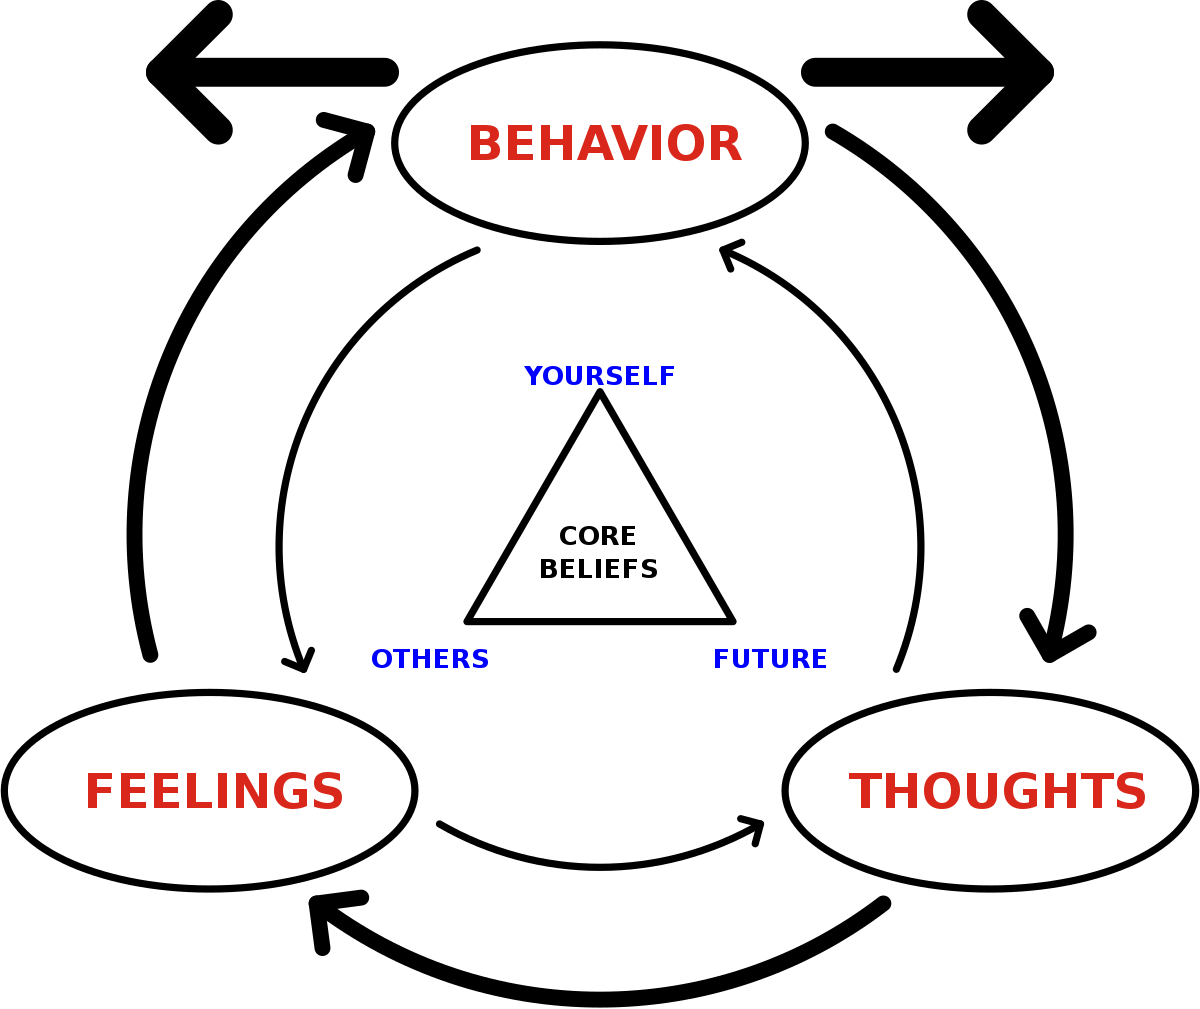 BEHAVIOR
YOURSELF
CORE
BELIEFS
OTHERS
FUTURE
FEELINGS
THOUGHTS